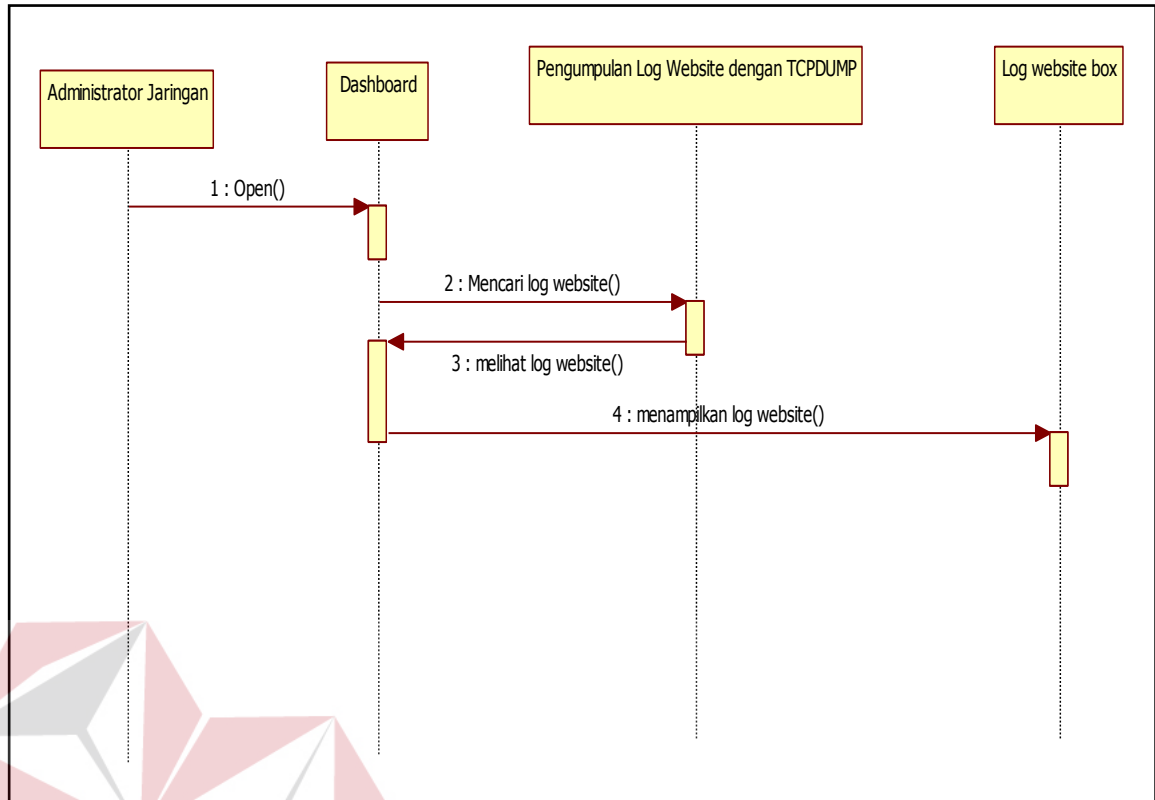 Administrator Jaringan
Dashboard
Pengumpulan Log Website dengan TCPDUMP
Log website box
1 : Open()
2 : Mencari log website()
3 : melihat log website()
4 : menampilkan log website()